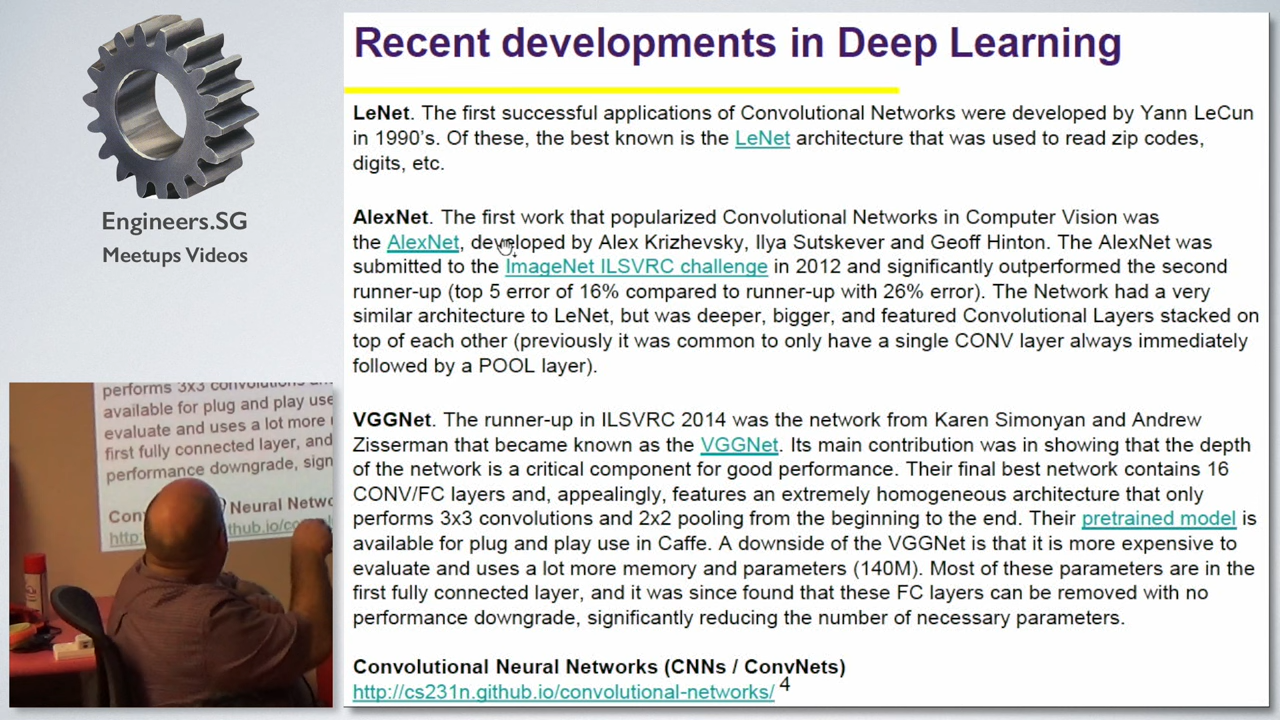 Recent developments in Deep Learning
LeNet. The first successful applications of Convolutional Networks were developed by Yann LeCun
in 1990's. Of these, the best known is the LeNet architecture that was used to read zip codes,
digits, etc.
AlexNet. The first work that popularized Convolutional Networks in Computer Vision was
the AlexNet, developed by Alex Krizhevsky, Ilya Sutskever and Geoff Hinton. The AlexNet was
submitted to the ImageNet ILSVRC challenge in 2012 and significantly outperformed the second
runner-up (top 5 error of 16% compared to runner-up with 26% error). The Network had a very
similar architecture to LeNet, but was deeper, bigger, and featured Convolutional Layers stacked on
top of each other (previously it was common to only have a single CONV layer always immediately
followed by a POOL layer).
VGGNet. The runner-up in ILSVRC 2014 was the network from Karen Simonyan and Andrew
Zisserman that became known as the VGGNet. Its main contribution was in showing that the depth
of the network is a critical component for good performance. Their final best network contains 16
CONV/FC layers and, appealingly, features an extremely homogeneous architecture that only
performs 3x3 convolutions and 2x2 pooling from the beginning to the end. Their pretrained model is
available for plug and play use in Caffe. A downside of the VGGNet is that it is more expensive to
evaluate and uses a lot more memory and parameters (140M). Most of these parameters are in the
first fully connected layer, and it was since found that these FC layers can be removed with no
performance downgrade, significantly reducing the number of necessary parameters.
Convolutional Neural Networks (CNNs / ConvNets)
http://cs231n.github.io/convolutional-networks/ 4
Engineers.SG
Meetups Videos
performs 3x3 convolutions
available for plug and play use
evaluate and uses a lot more
first fully connected layer, and
performance downgrade, sign
Neural Netwo